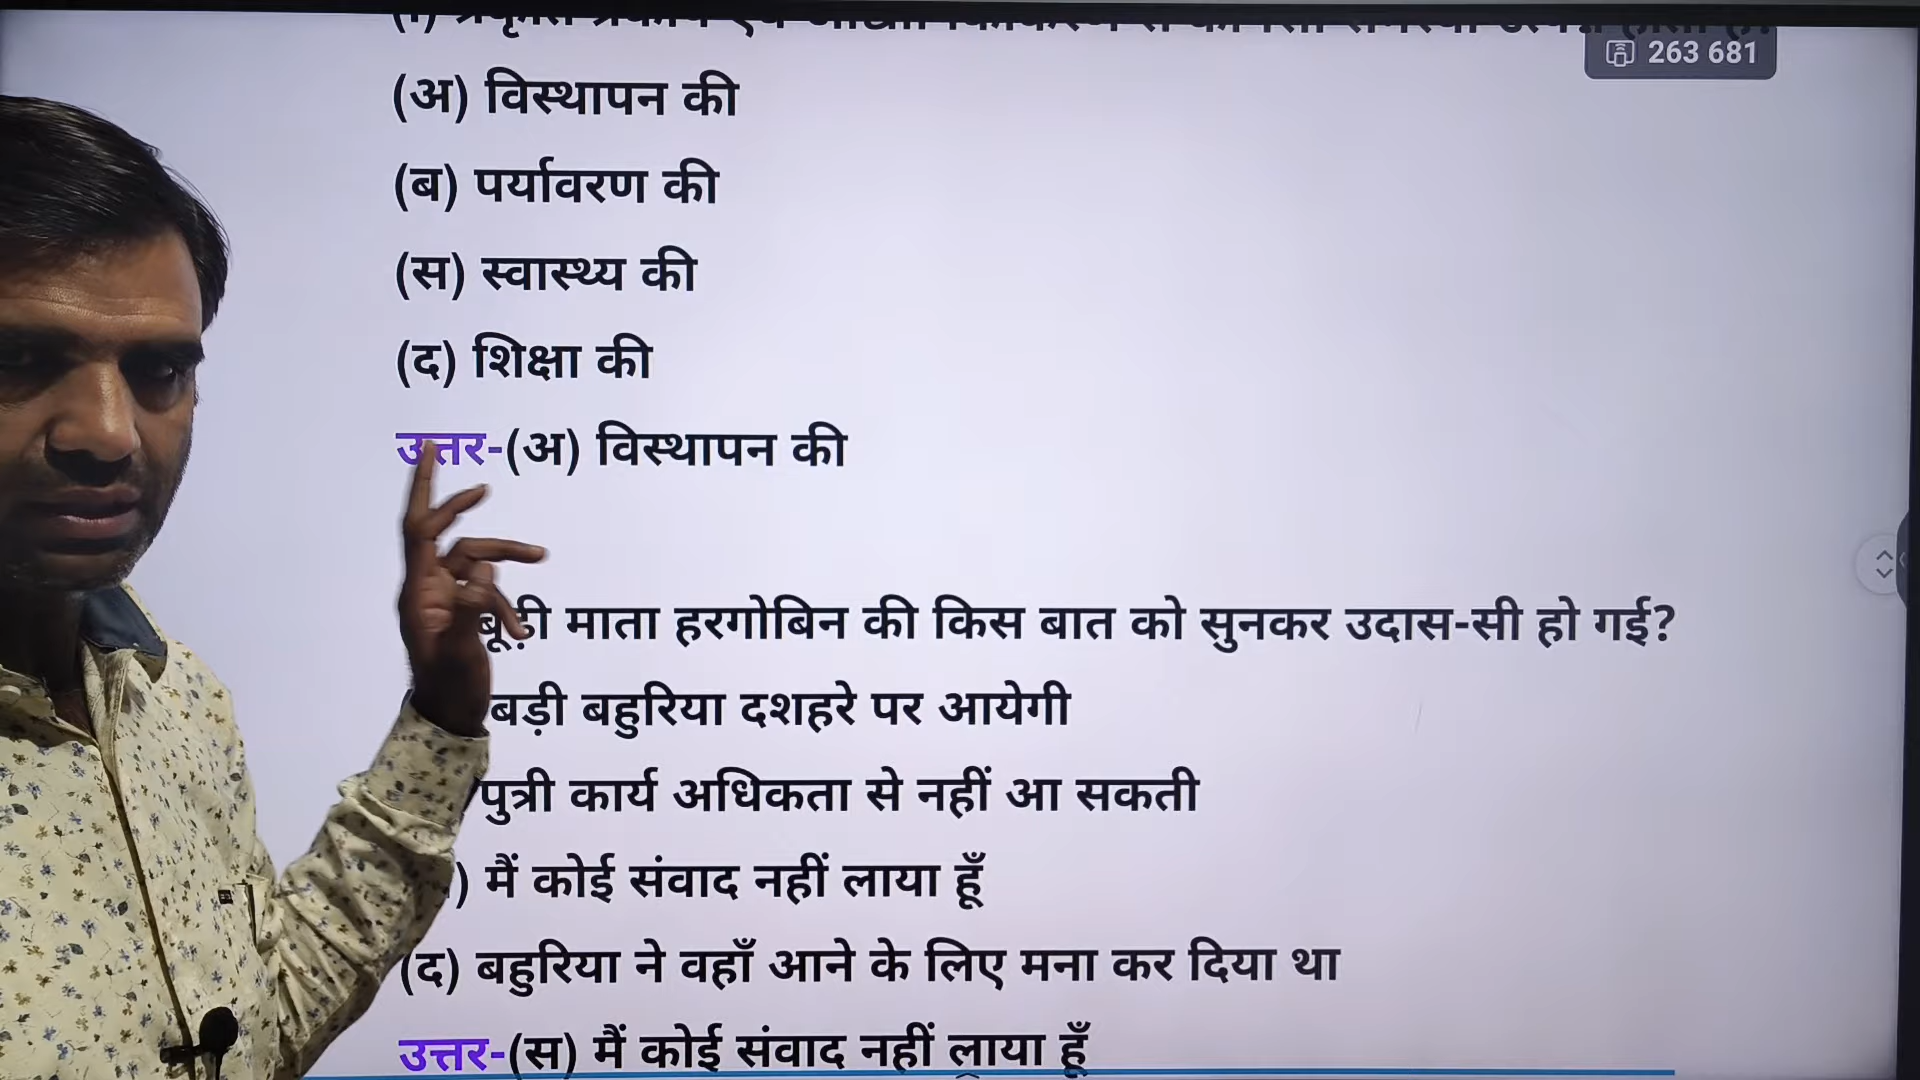 263 681
(अ) विस्थापन की
(ब) पर्यावरण की
(स) स्वास्थ्य की
(द) शिक्षा की
उत्तर-(अ) विस्थापन की
बूढ़ी माता हरगोबिन की किस बात को सुनकर उदास-सी हो गई?
बड़ी बहुरिया दशहरे पर आयेगी
पुत्री कार्य अधिकता से नहीं आ सकती
) मैं कोई संवाद नहीं लाया हूँ
(द) बहुरिया ने वहाँ आने के लिए मना कर दिया था
उत्तर-(स) मैं कोई संवाद नहीं लाया हूँ